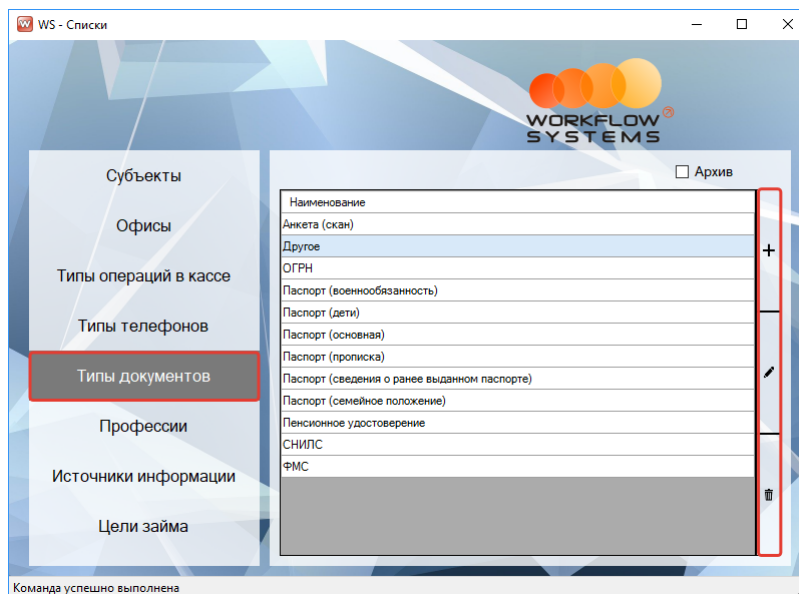 WS - Списки
WORKFLOW
SYSTEMS
Субъекты
Офисы
Типы операций в кассе
Типы телефонов
Типы документов
Профессии
Источники информации
Цели займа
Архив
Наименование
Анкета (скан)
Другое
ОГРН
Паспорт (военнообязанность)
Паспорт (дети)
Паспорт (основная)
Паспорт (прописка)
Паспорт (сведения о ранее выданном паспорте)
Паспорт (семейное положение)
Пенсионное удостоверение
СНИЛС
ФМС
Команда успешно выполнена